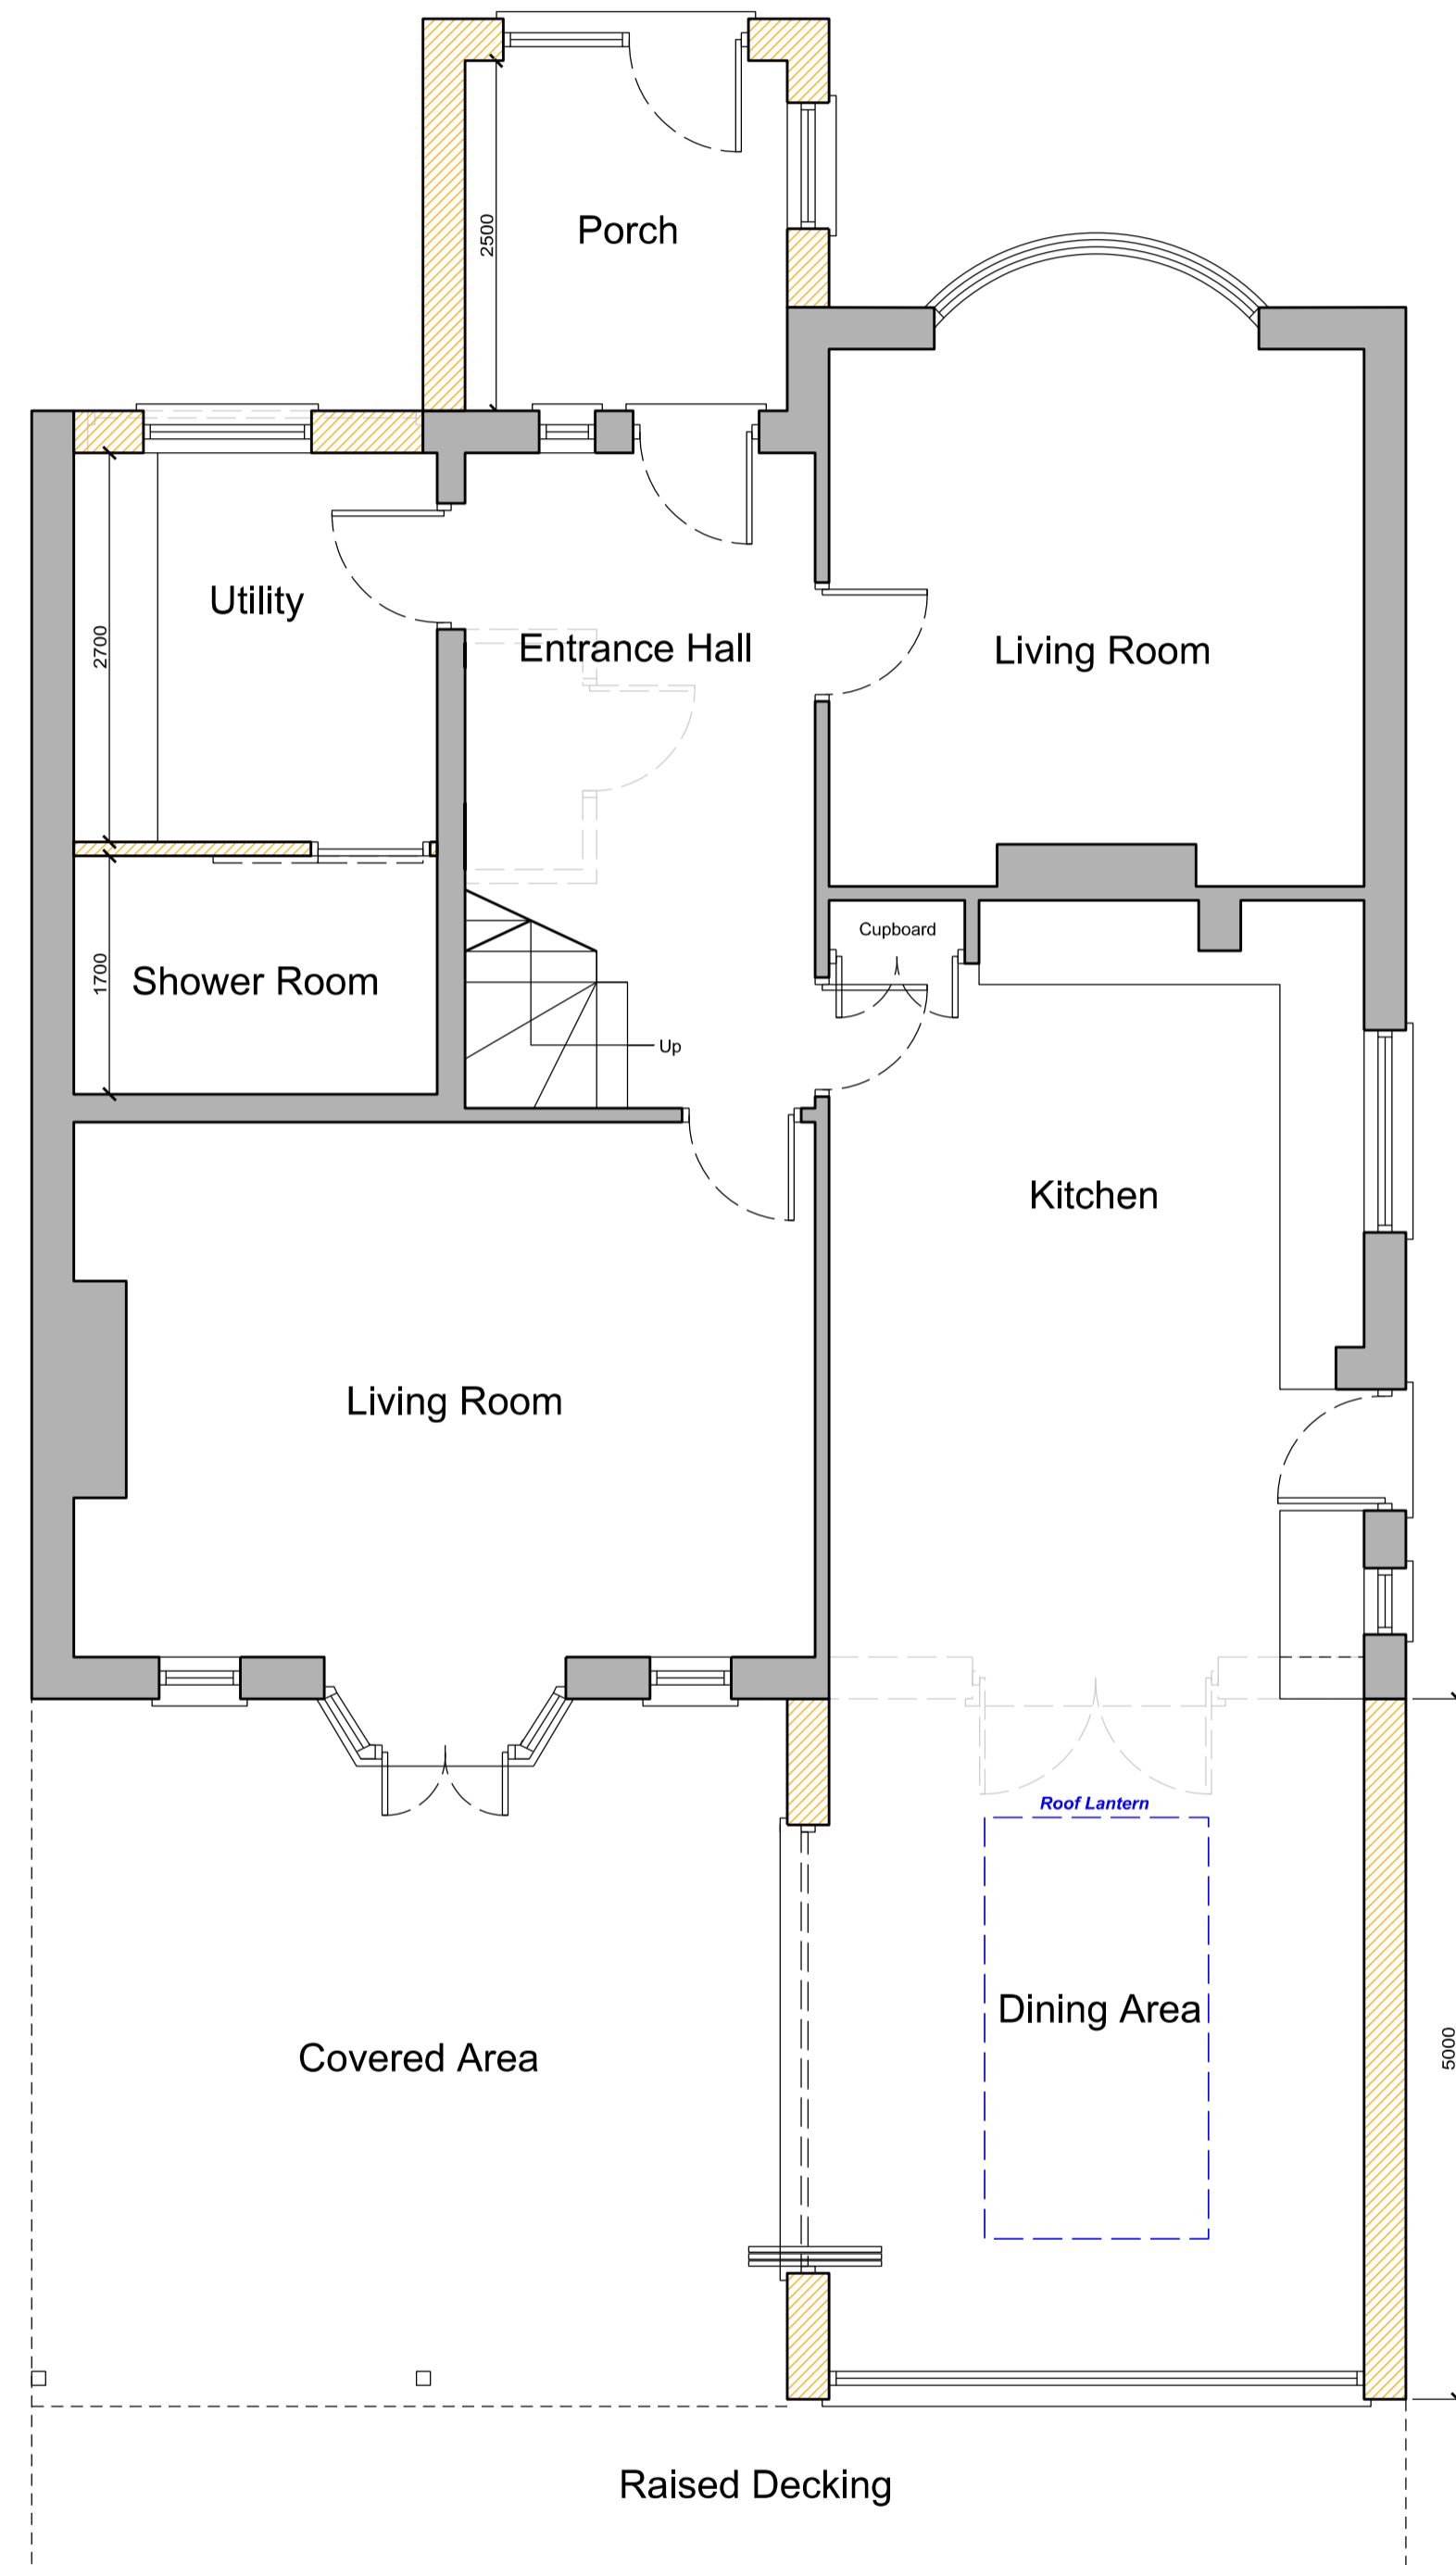 2500
Porch
Utility
2700
Entrance Hall
Living Room
Cupboard
1700
Shower Room
Up
Kitchen
Living Room
Roof Lantern
Dining Area
Covered Area
5000
Raised Decking